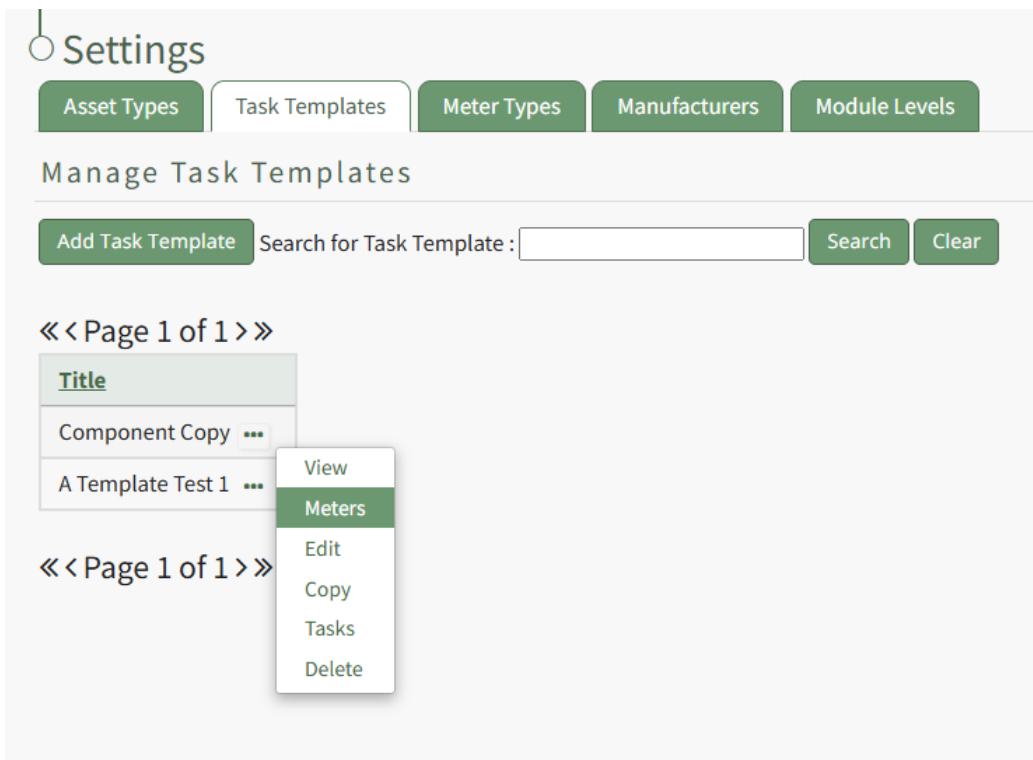 Settings
Asset Types Task Templates Meter Types Manufacturers Module Levels
Manage Task Templates
Add Task Template Search for Task Template : Search Clear
«‹ Page 1 of 1 › »
Title
Component Copy •••
A Template Test 1 •••
View
Meters
Edit
Copy
Tasks
Delete
«‹ Page 1 of 1 › »